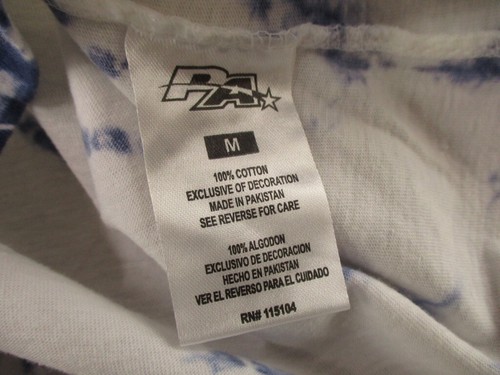 PA
M
100% COTTON
EXCLUSIVE OF DECORATION
MADE IN PAKISTAN
SEE REVERSE FOR CARE
100% ALGODON
EXCLUSIVO DE DECORACION
HECHO EN PAKISTAN
VER EL REVERSO PARA EL CUIDADO
RN# 115104